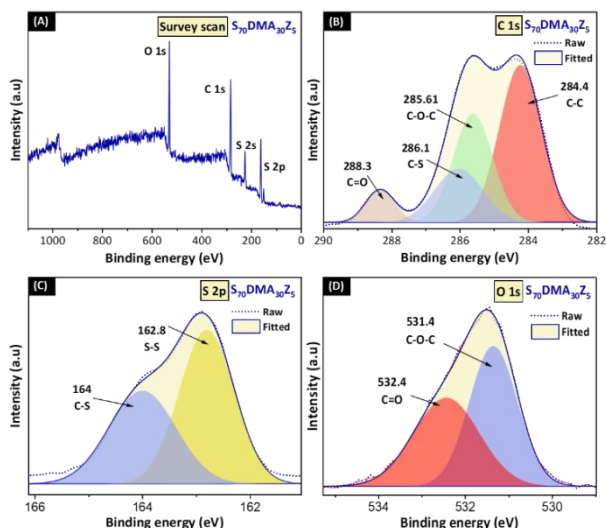 (A)
Survey scan S₇₀DMA₃₀Z₅
O 1s
C 1s
S 2s
S 2p
Intensity (a.u)
1000 800 600 400 200 0
Binding energy (eV)
(B)
C 1s S₇₀DMA₃₀Z₅
Raw
Fitted
284.4
C-C
285.61
C-O-C
286.1
C-S
288.3
C=O
Intensity (a.u)
290 288 286 284 282
Binding energy (eV)
(C)
S 2p S₇₀DMA₃₀Z₅
Raw
Fitted
162.8
S-S
164
C-S
Intensity (a.u)
166 164 162
Binding energy (eV)
(D)
O 1s S₇₀DMA₃₀Z₅
Raw
Fitted
531.4
C-O-C
532.4
C=O
Intensity (a.u)
534 532 530
Binding energy (eV)